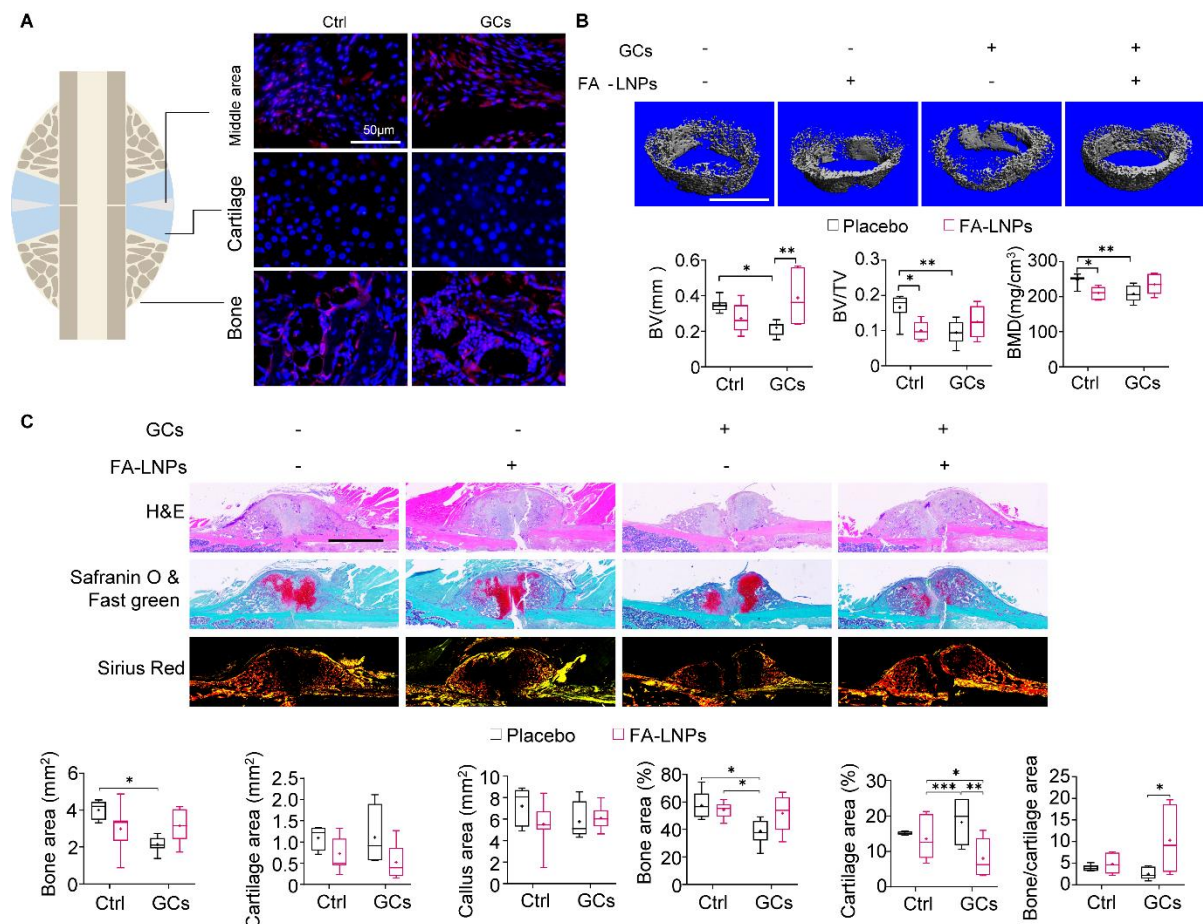 A
Ctrl GCs
Middle area
50µm
Cartilage
Bone
B
GCs - - + +
FA -LNPs - + - +
Placebo FA-LNPs
BV(mm )
0.6
0.4
0.2
0
* **
Ctrl GCs
BV/TV
0.3
0.2
0.1
0
** *
Ctrl GCs
BMD(mg/cm³)
300
200
100
0
** *
Ctrl GCs
C
GCs - - + +
FA-LNPs - + - +
H&E
Safranin O &
Fast green
Sirius Red
Placebo FA-LNPs
Bone area (mm²)
6
4
2
0
*
Ctrl GCs
Cartilage area (mm²)
2.5
2.0
1.5
1.0
0.5
0
Ctrl GCs
Callus area (mm²)
10
8
6
4
2
0
Ctrl GCs
Bone area (%)
80
60
40
20
0
* *
Ctrl GCs
Cartilage area (%)
30
20
10
0
*
*** **
Ctrl GCs
Bone/cartilage area
25
20
15
10
5
0
*
Ctrl GCs